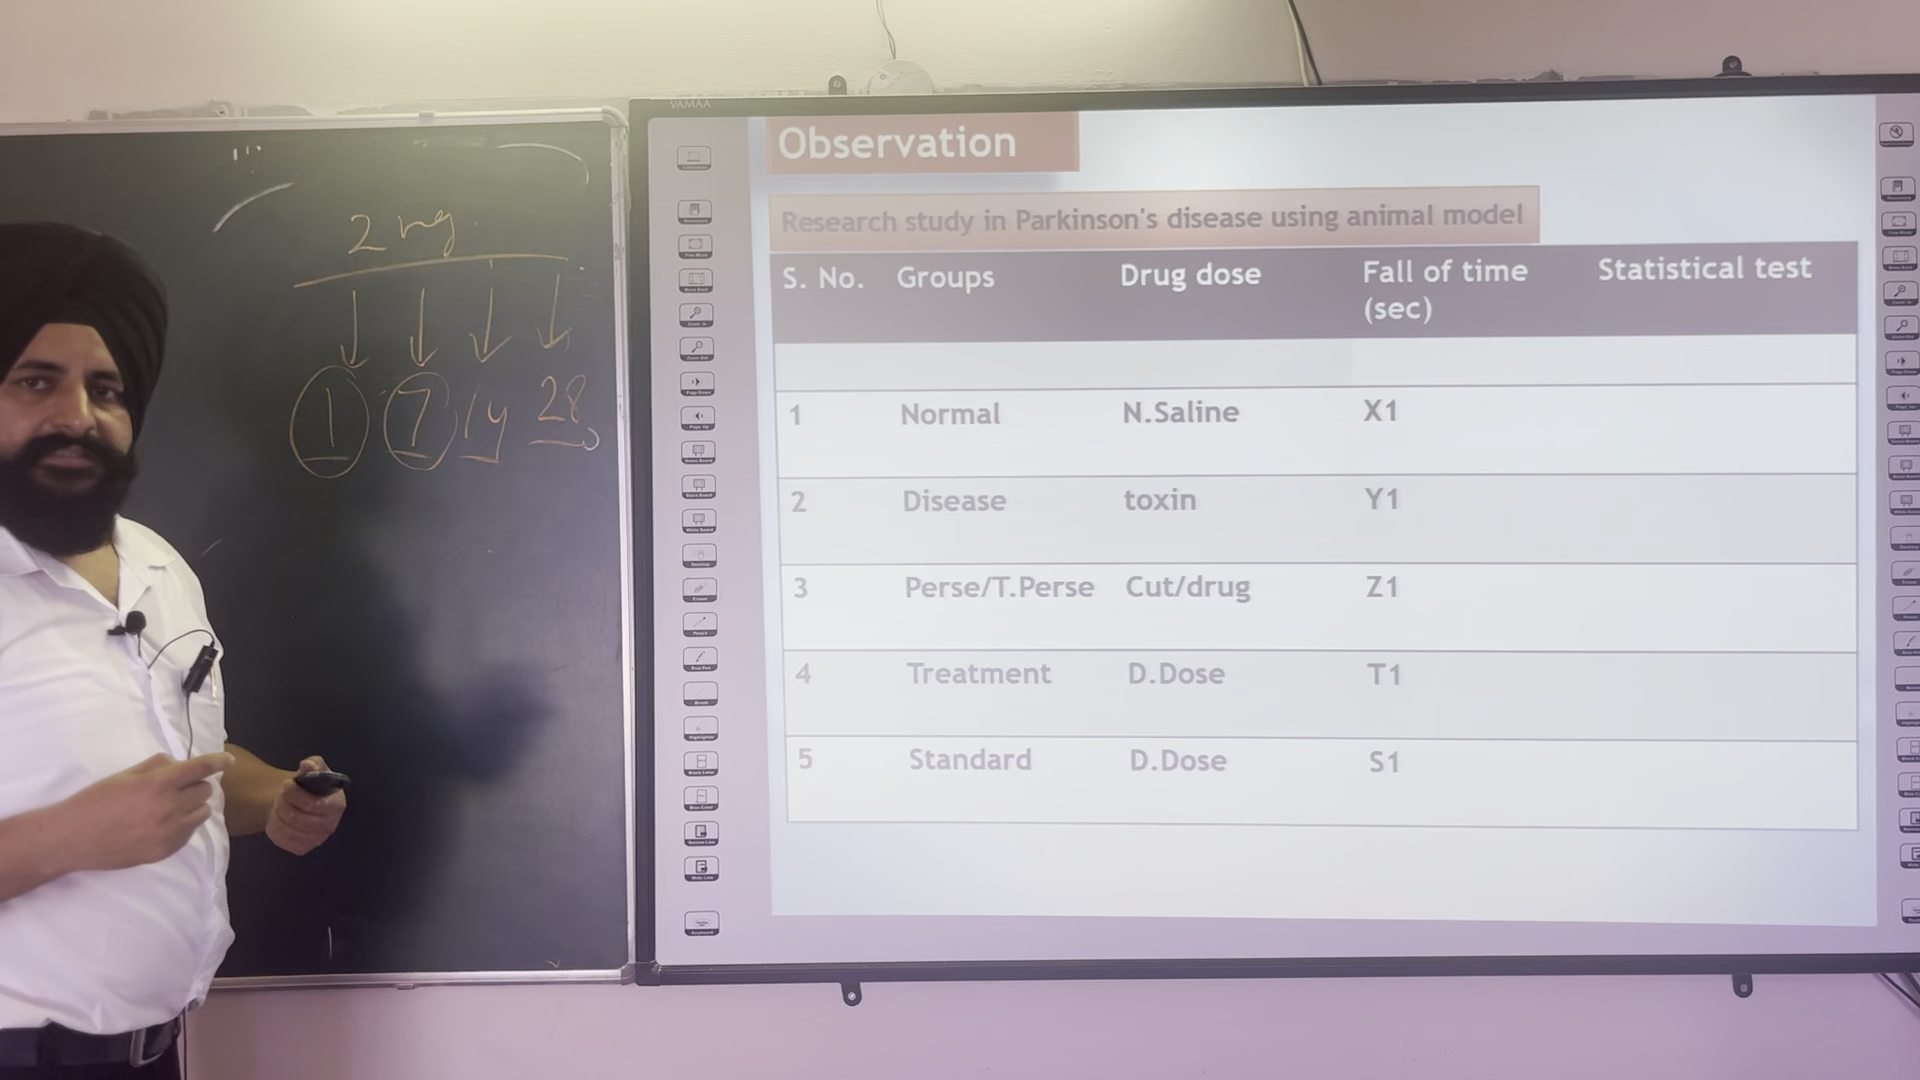 2 mg.
1 7 14 28
VAMAA
Observation
Research study in Parkinson's disease using animal model
S. No. Groups Drug dose Fall of time (sec) Statistical test
1 Normal N.Saline X1
2 Disease toxin Y1
3 Perse/T.Perse Cut/drug Z1
4 Treatment D.Dose T1
5 Standard D.Dose S1